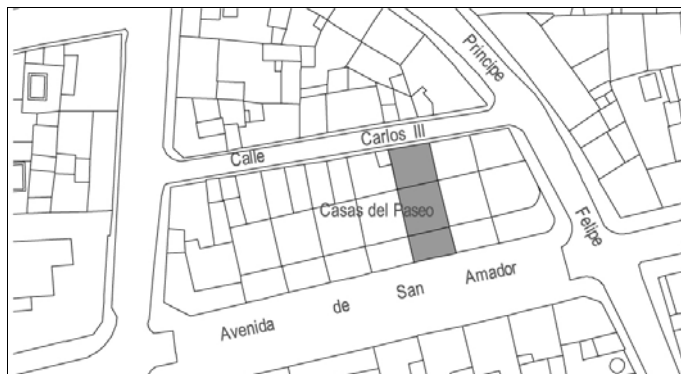 Principe
Felipe
Calle Carlos III
Casas del Paseo
Avenida de San Amador